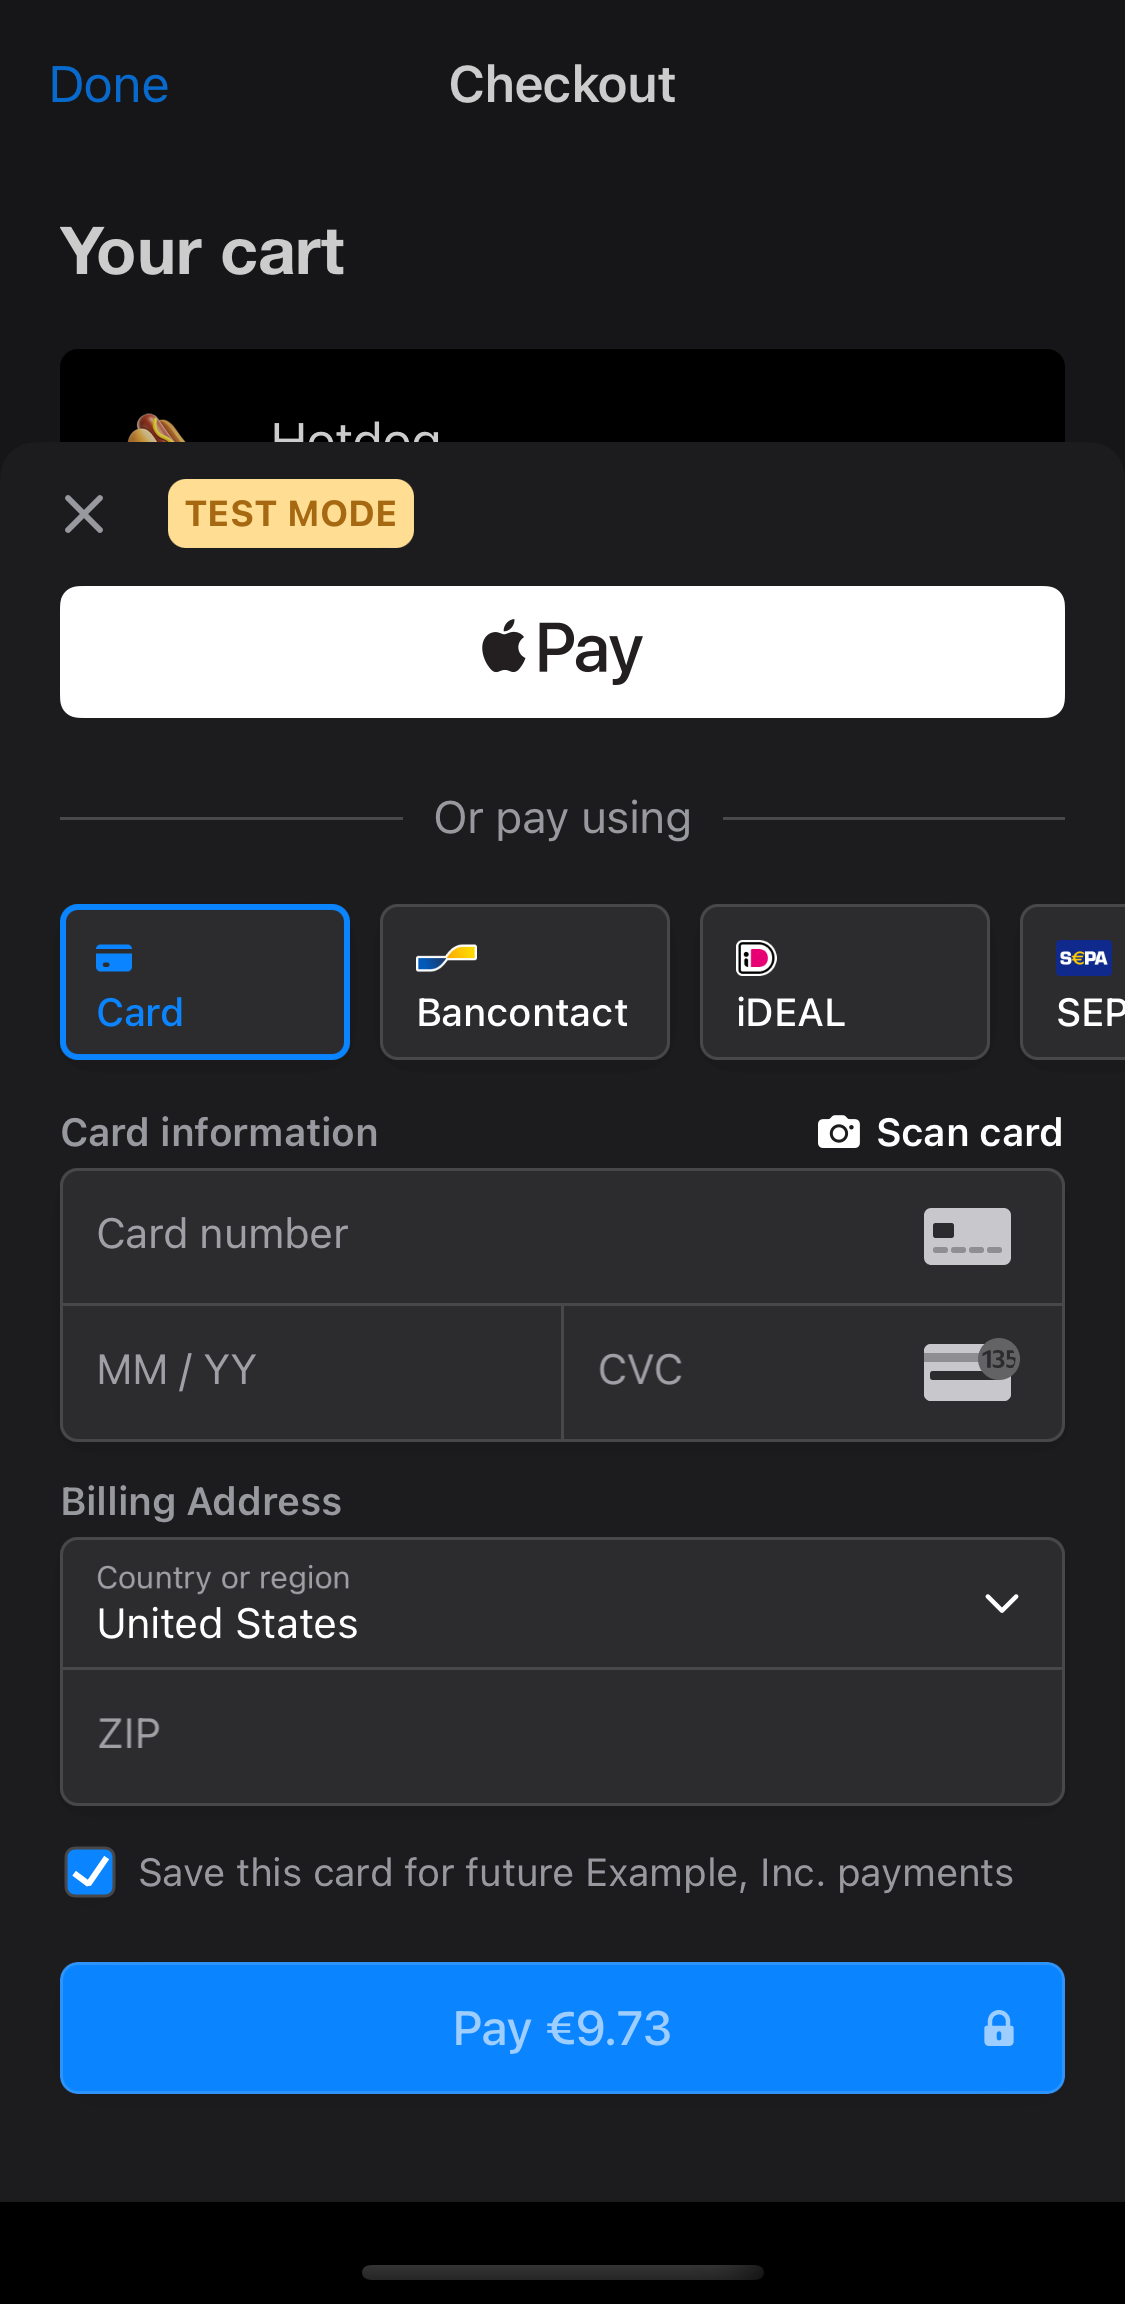 Done
Checkout
Your cart
Hotdog
TEST MODE
Pay
Or pay using
Card
Bancontact
iDEAL
S€PA
SEP
Card information
Scan card
Card number
MM / YY
CVC
135
Billing Address
Country or region
United States
ZIP
Save this card for future Example, Inc. payments
Pay €9.73